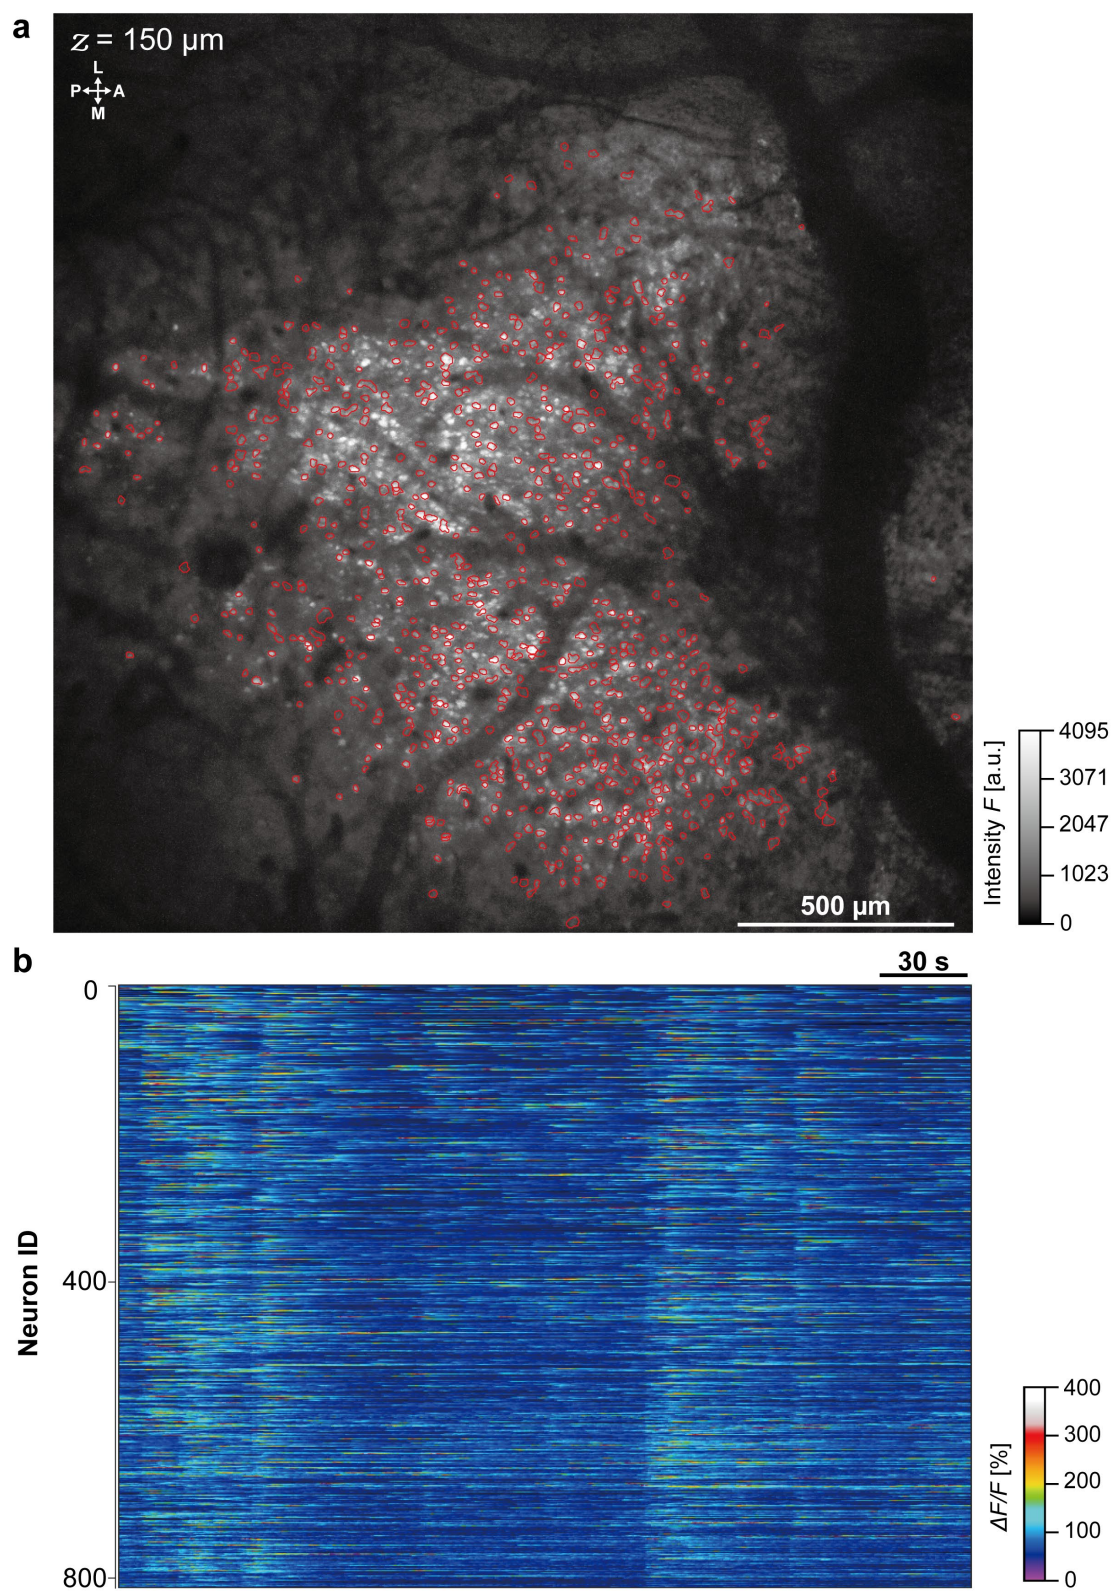 a
z = 150 µm
L
P A
M
Intensity F [a.u.]
4095
3071
2047
1023
0
500 µm
b
30 s
Neuron ID
0
400
800
ΔF/F [%]
400
300
200
100
0